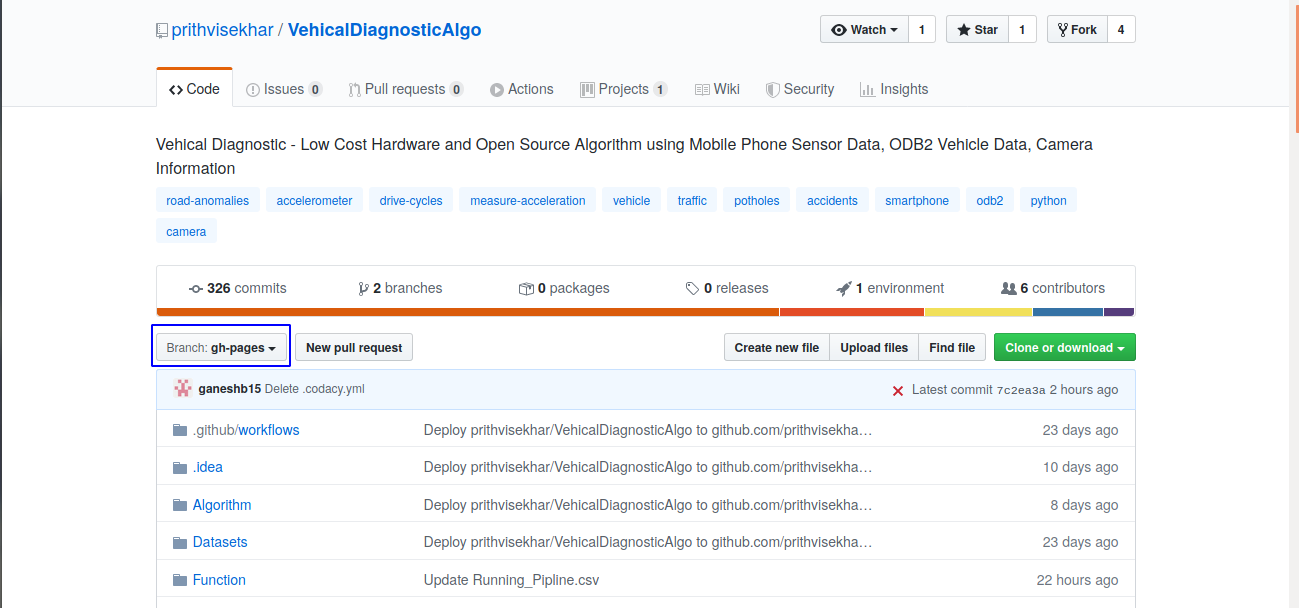 prithvisekhar / VehicalDiagnosticAlgo Watch 1 Star 1 Fork 4
Code Issues 0 Pull requests 0 Actions Projects 1 Wiki Security Insights
Vehical Diagnostic - Low Cost Hardware and Open Source Algorithm using Mobile Phone Sensor Data, ODB2 Vehicle Data, Camera
Information
road-anomalies accelerometer drive-cycles measure-acceleration vehicle traffic potholes accidents smartphone odb2 python
camera
326 commits 2 branches 0 packages 0 releases 1 environment 6 contributors
Branch: gh-pages New pull request Create new file Upload files Find file Clone or download
ganeshb15 Delete .codacy.yml Latest commit 7c2ea3a 2 hours ago
.github/workflows Deploy prithvisekhar/VehicalDiagnosticAlgo to github.com/prithvisekha… 23 days ago
.idea Deploy prithvisekhar/VehicalDiagnosticAlgo to github.com/prithvisekha… 10 days ago
Algorithm Deploy prithvisekhar/VehicalDiagnosticAlgo to github.com/prithvisekha… 8 days ago
Datasets Deploy prithvisekhar/VehicalDiagnosticAlgo to github.com/prithvisekha… 23 days ago
Function Update Running_Pipline.csv 22 hours ago